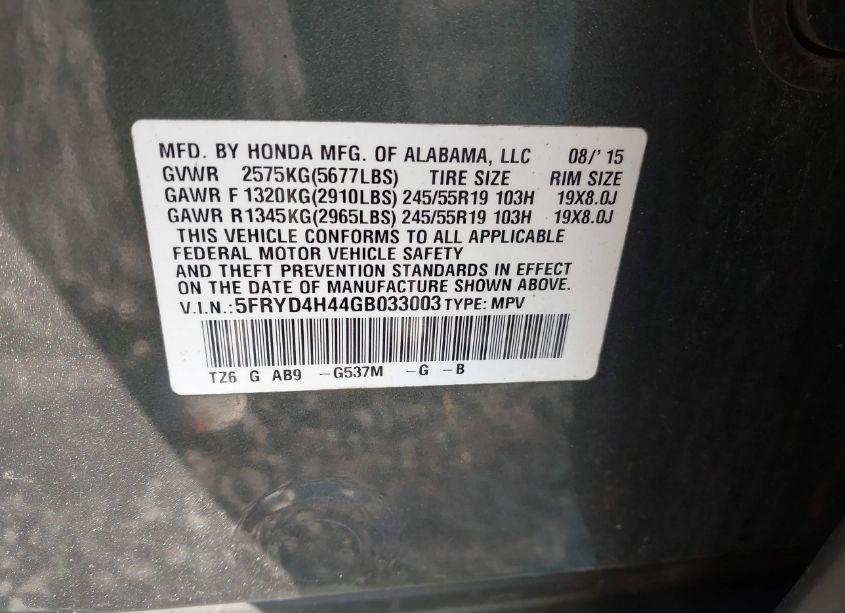 MFD. BY HONDA MFG. OF ALABAMA, LLC 08/' 15
GVWR 2575KG(5677LBS) TIRE SIZE RIM SIZE
GAWR F 1320KG(2910LBS) 245/55R19 103H 19X8.0J
GAWR R1345KG(2965LBS) 245/55R19 103H 19X8.0J
THIS VEHICLE CONFORMS TO ALL APPLICABLE
FEDERAL MOTOR VEHICLE SAFETY
AND THEFT PREVENTION STANDARDS IN EFFECT
ON THE DATE OF MANUFACTURE SHOWN ABOVE.
V.I.N.:5FRYD4H44GB033003 TYPE: MPV
TZ6 G AB9 -G537M -G -B